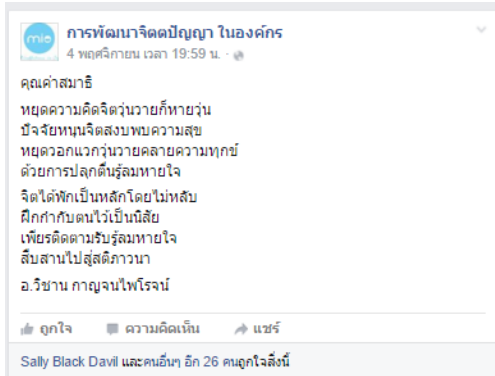 mio
การพัฒนาจิตตปัญญา ในองค์กร
4 พฤศจิกายน เวลา 19:59 น. ·
คุณค่าสมาธิ
หยุดความคิดจิตวุ่นวายก็หายวุ่น
ปัจจัยหนุนจิตสงบพบความสุข
หยุดวอกแวกวุ่นวายคลายความทุกข์
ด้วยการปลุกตื่นรู้ลมหายใจ
จิตได้พักเป็นหลักโดยไม่หลับ
ฝึกกำกับตนไว้เป็นนิสัย
เพียรติดตามรับรู้ลมหายใจ
สืบสานไปสู่สติภาวนา
อ.วิชาน กาญจนไพโรจน์
ถูกใจ ความคิดเห็น แชร์
Sally Black Davil และคนอื่นๆ อีก 26 คนถูกใจสิ่งนี้